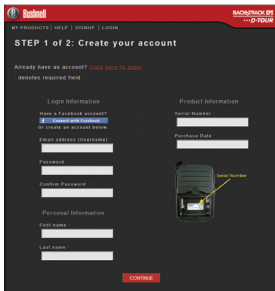 Bushnell
BACKTRACK
D-TOUR
MY PRODUCTS | HELP | SIGNUP | LOGIN
STEP 1 of 2: Create your account
Already have an account? Click here to login
* denotes required field
Login Information
Have a Facebook account?
Connect with Facebook
Or create an account below.
Email address (Username) *
Password *
Confirm Password *
Personal Information
First name *
Last name *
Product Information
Serial Number *
Purchase Date *
Serial Number
CONTINUE